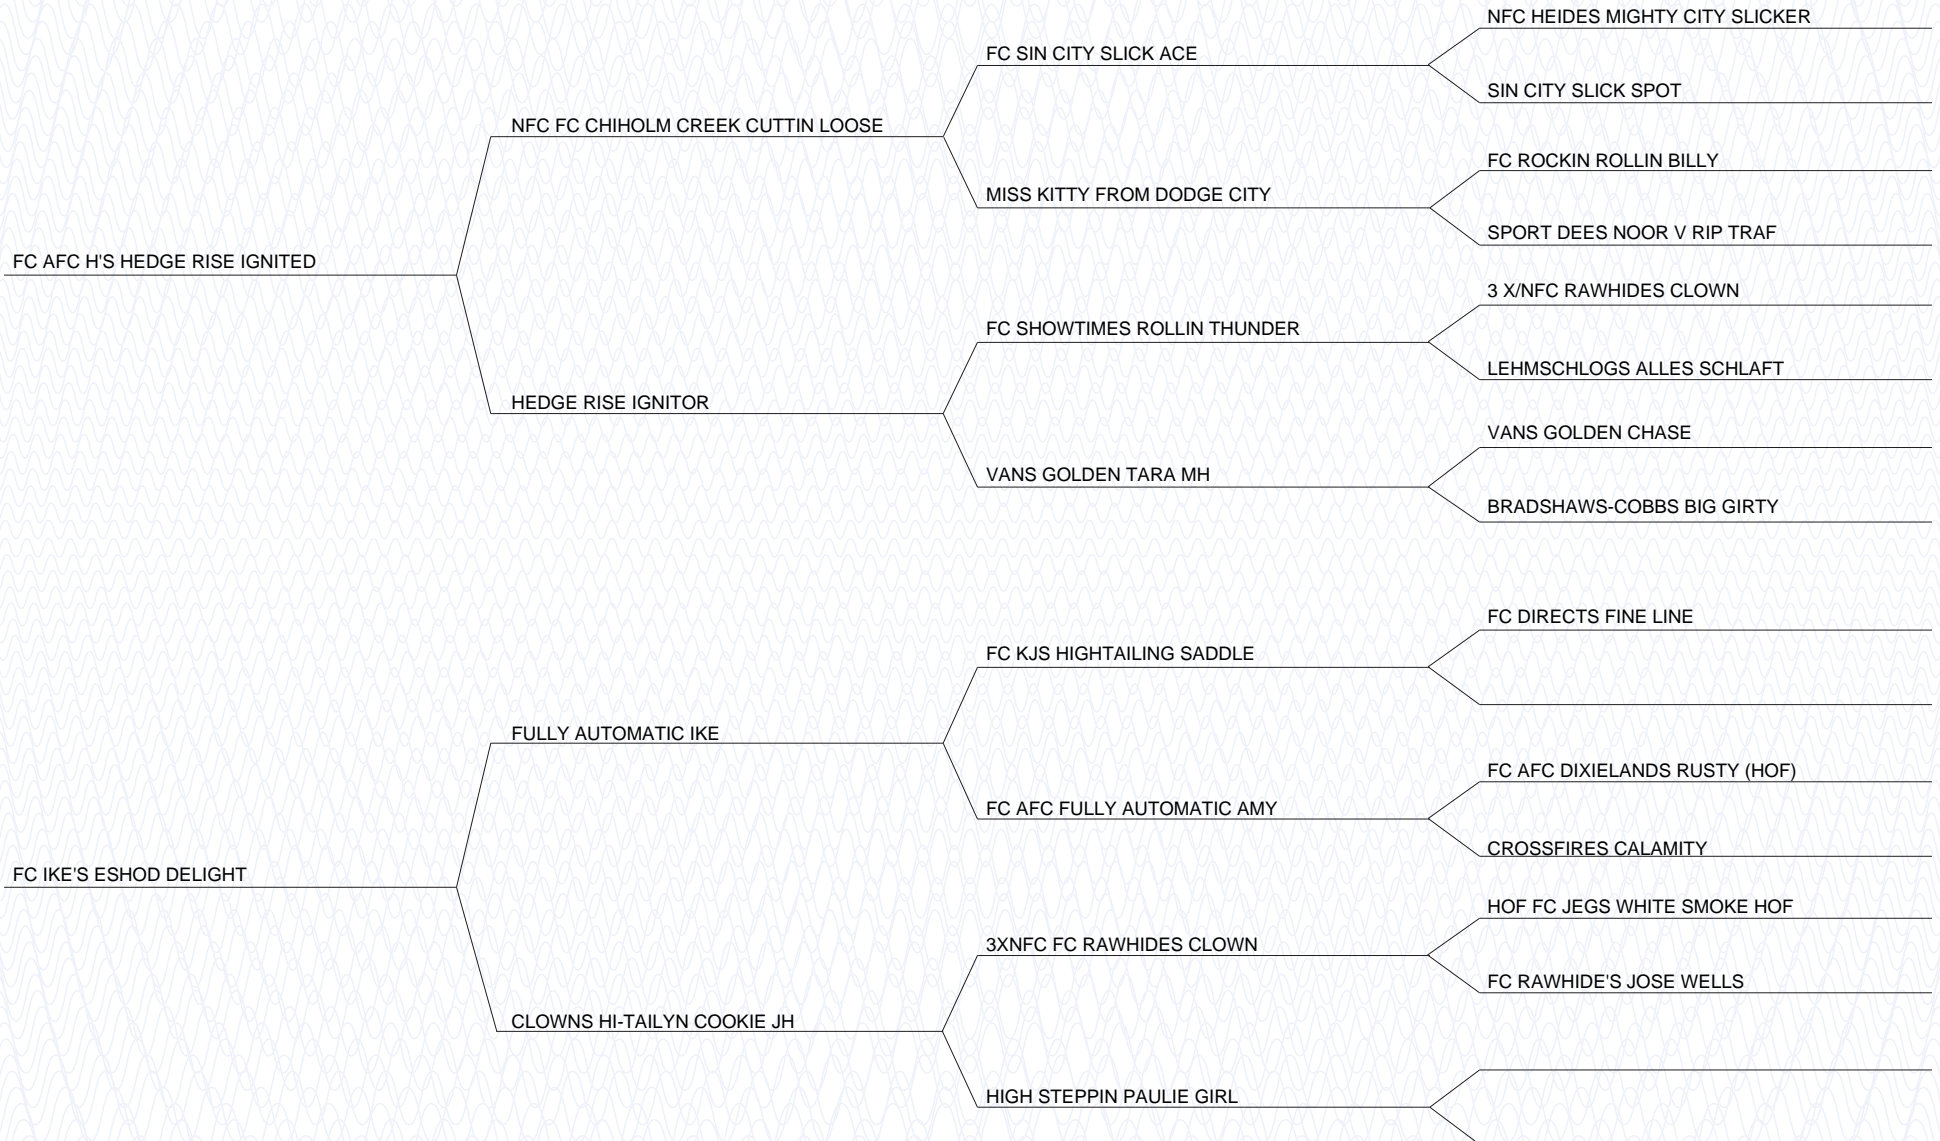 NFC HEIDES MIGHTY CITY SLICKER
FC SIN CITY SLICK ACE
SIN CITY SLICK SPOT
NFC FC CHIHOLM CREEK CUTTIN LOOSE
FC ROCKIN ROLLIN BILLY
MISS KITTY FROM DODGE CITY
SPORT DEES NOOR V RIP TRAF
FC AFC H'S HEDGE RISE IGNITED
3 X/NFC RAWHIDES CLOWN
FC SHOWTIMES ROLLIN THUNDER
LEHMSCHLOGS ALLES SCHLAFT
HEDGE RISE IGNITOR
VANS GOLDEN CHASE
VANS GOLDEN TARA MH
BRADSHAWS-COBBS BIG GIRTY
FC DIRECTS FINE LINE
FC KJS HIGHTAILING SADDLE
FULLY AUTOMATIC IKE
FC AFC DIXIELANDS RUSTY (HOF)
FC AFC FULLY AUTOMATIC AMY
CROSSFIRES CALAMITY
FC IKE'S ESHOD DELIGHT
HOF FC JEGS WHITE SMOKE HOF
3XNFC FC RAWHIDES CLOWN
FC RAWHIDE'S JOSE WELLS
CLOWNS HI-TAILYN COOKIE JH
HIGH STEPPIN PAULIE GIRL